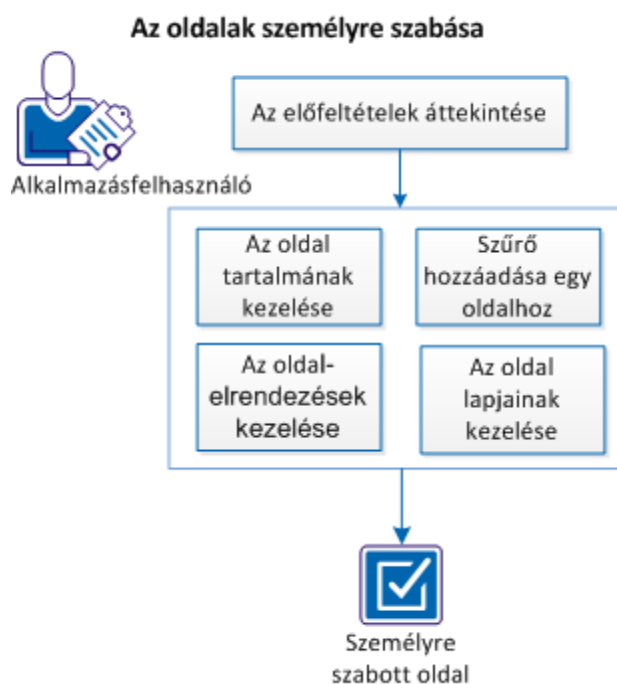 Az oldalak személyre szabása
Az előfeltételek áttekintése
Alkalmazásfelhasználó
Az oldal
tartalmának
kezelése
Szűrő
hozzáadása egy
oldalhoz
Az oldal-
elrendezések
kezelése
Az oldal
lapjainak
kezelése
Személyre
szabott oldal